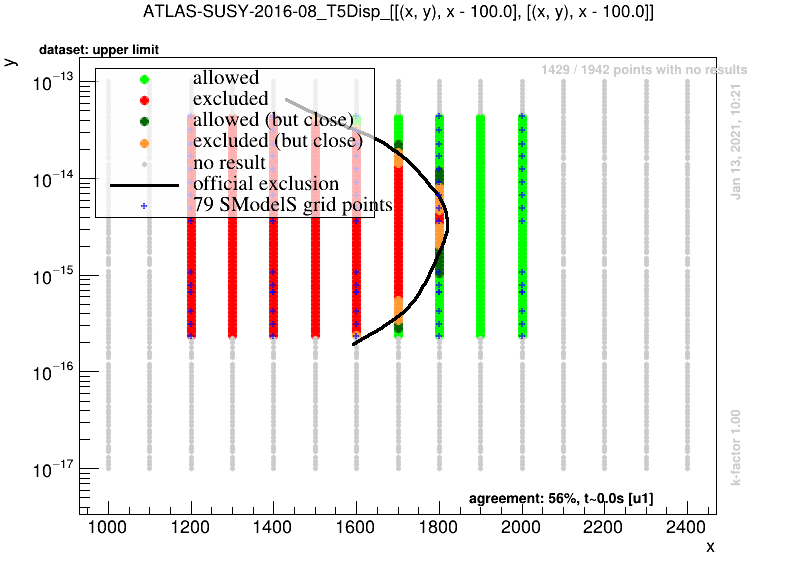 ATLAS-SUSY-2016-08_T5Disp_[[(x, y), x - 100.0], [(x, y), x - 100.0]]
dataset: upper limit
y
1429 / 1942 points with no results
allowed
excluded
allowed (but close)
excluded (but close)
no result
official exclusion
79 SModelS grid points
10⁻¹³
10⁻¹⁴
10⁻¹⁵
10⁻¹⁶
10⁻¹⁷
Jan 13, 2021, 10:21
k-factor 1.00
agreement: 56%, t~0.0s [u1]
1000 1200 1400 1600 1800 2000 2200 2400
x